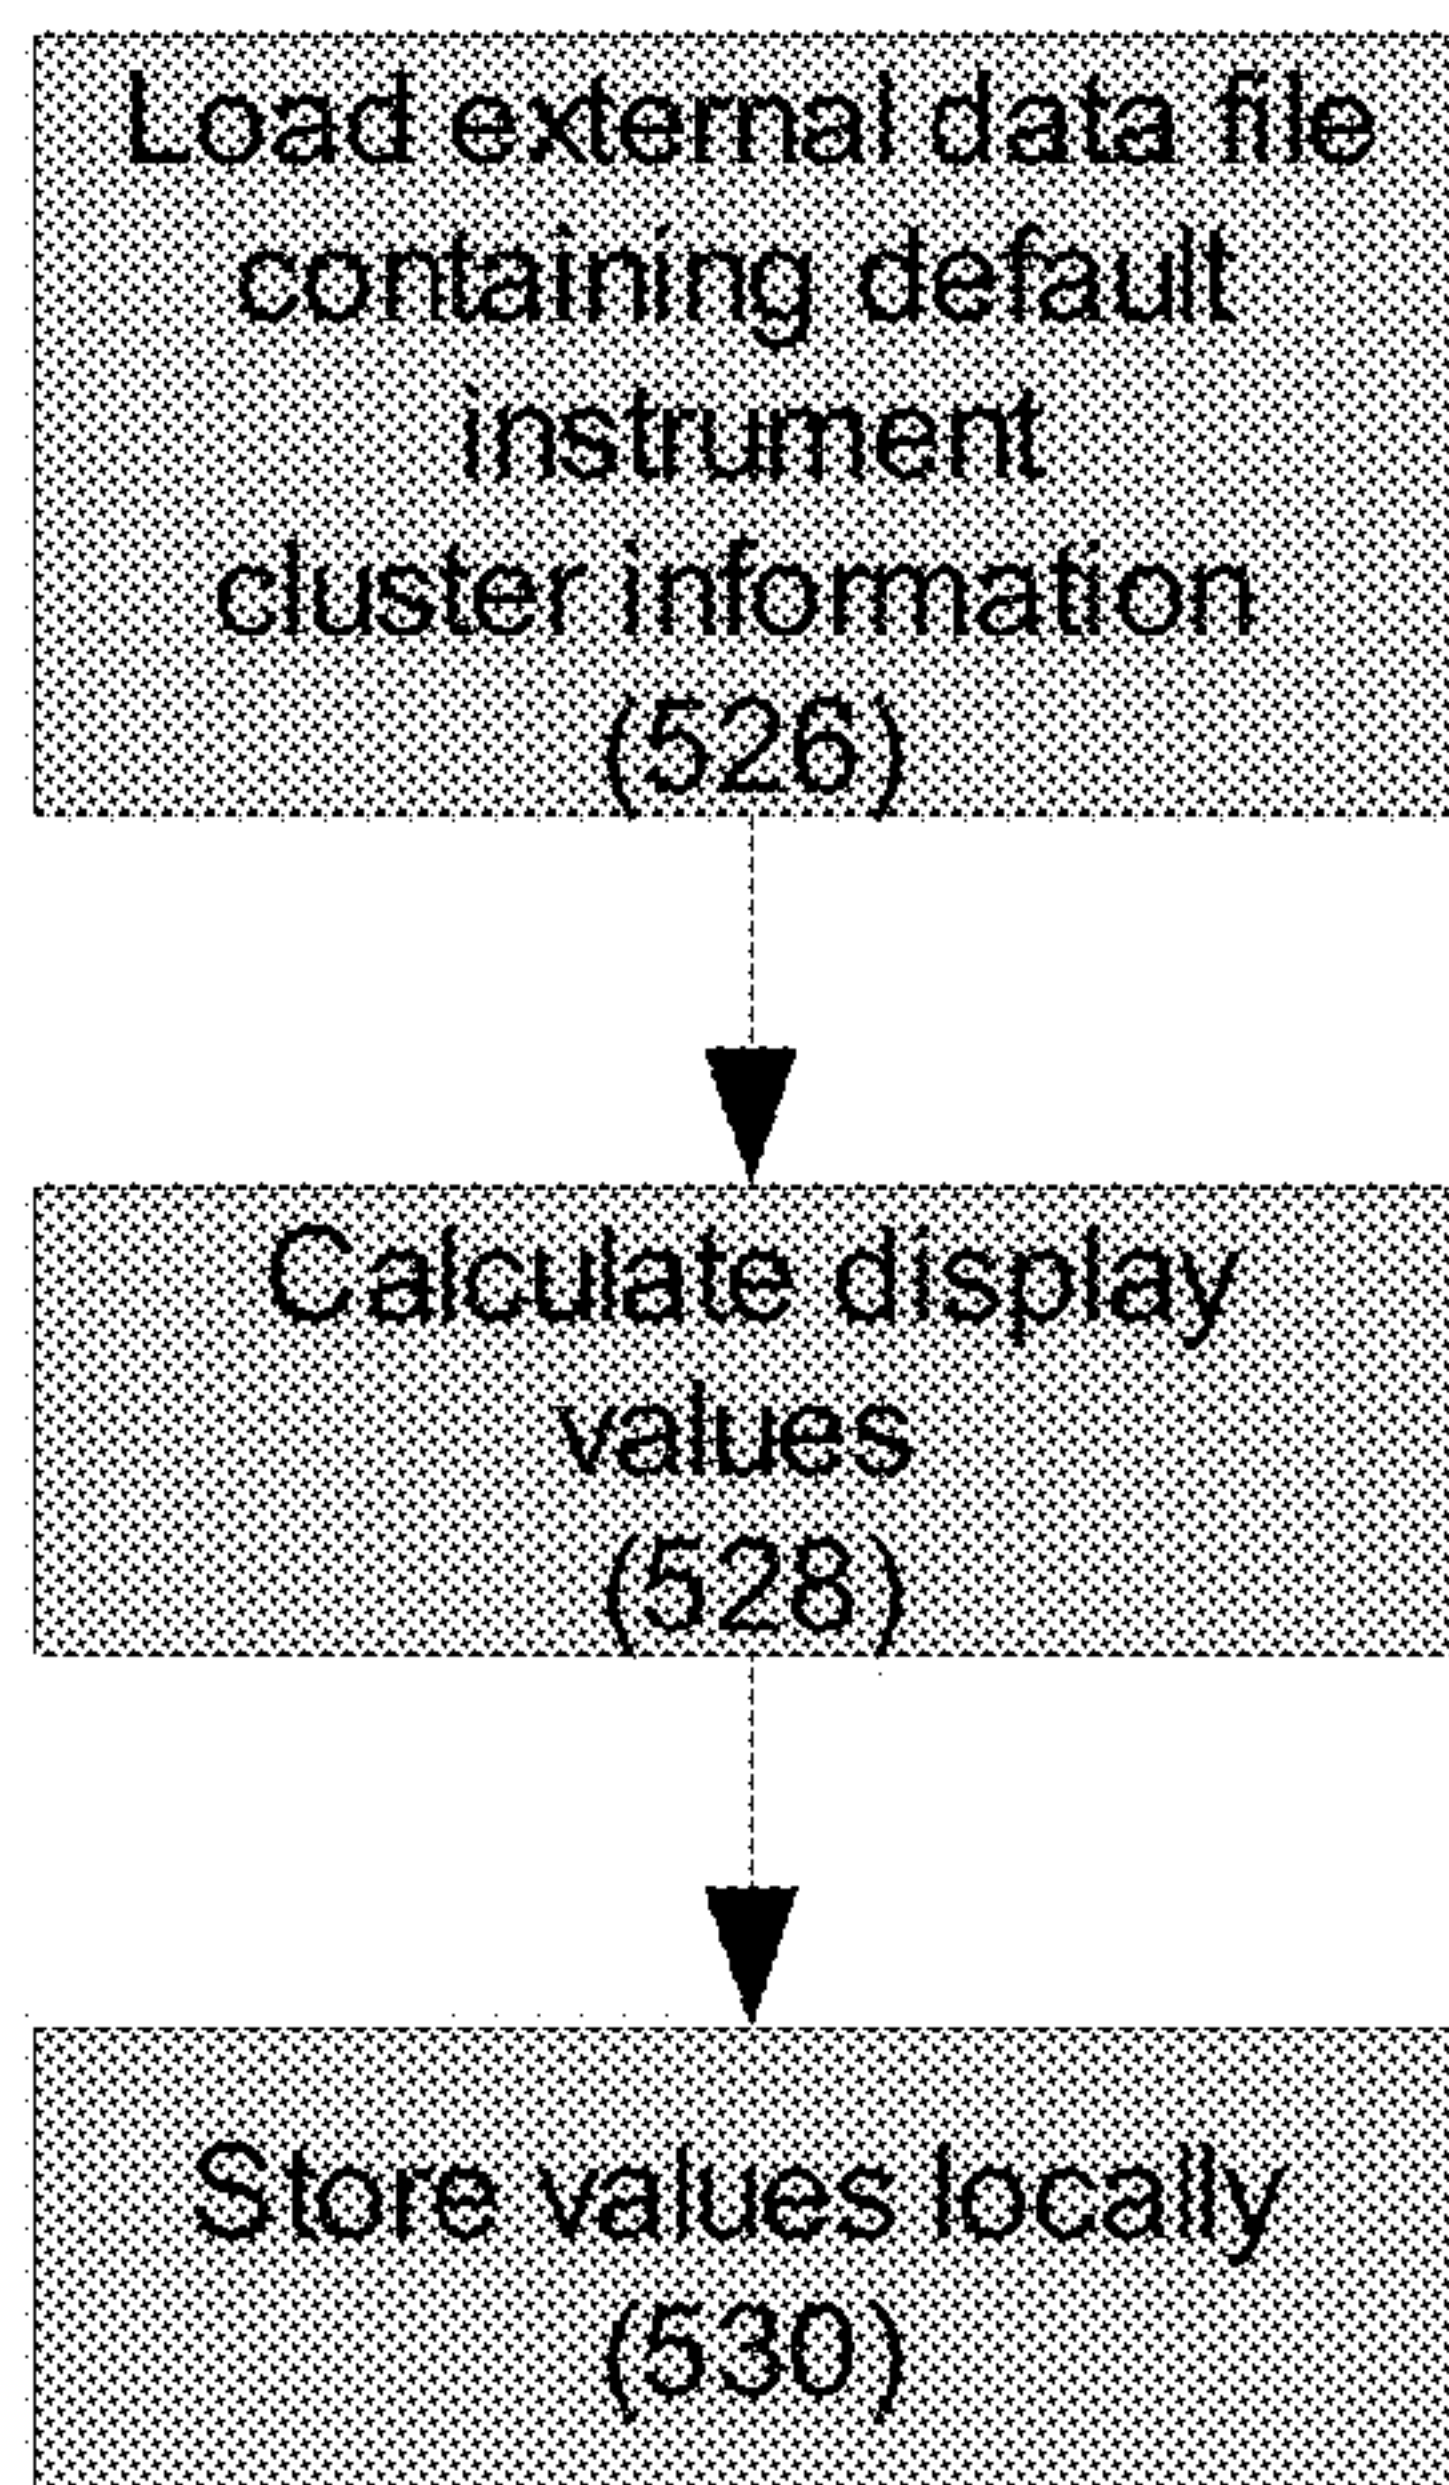 Load external data file
containing default
instrument
cluster information
(526)
Calculate display
values
(528)
Store values locally
(530)